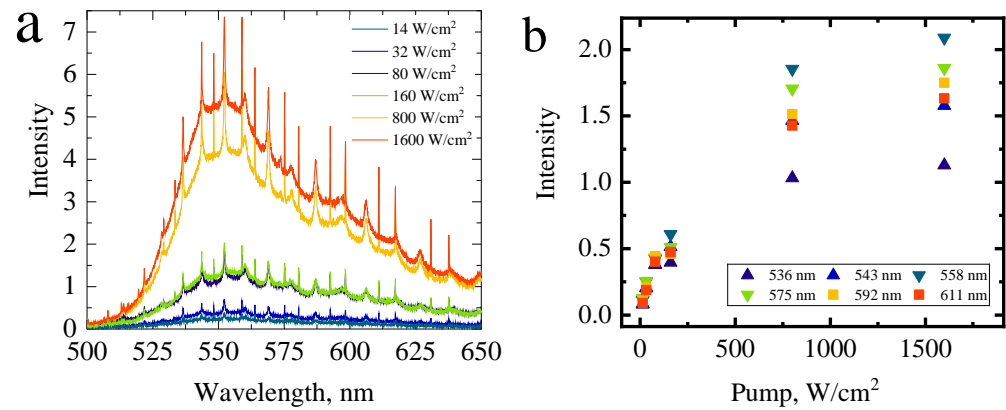 a
7
6
5
4
3
2
1
0
Intensity
14 W/cm²
32 W/cm²
80 W/cm²
160 W/cm²
800 W/cm²
1600 W/cm²
500 525 550 575 600 625 650
Wavelength, nm
b
2.0
1.5
1.0
0.5
0.0
Intensity
536 nm 543 nm 558 nm
575 nm 592 nm 611 nm
0 500 1000 1500
Pump, W/cm²